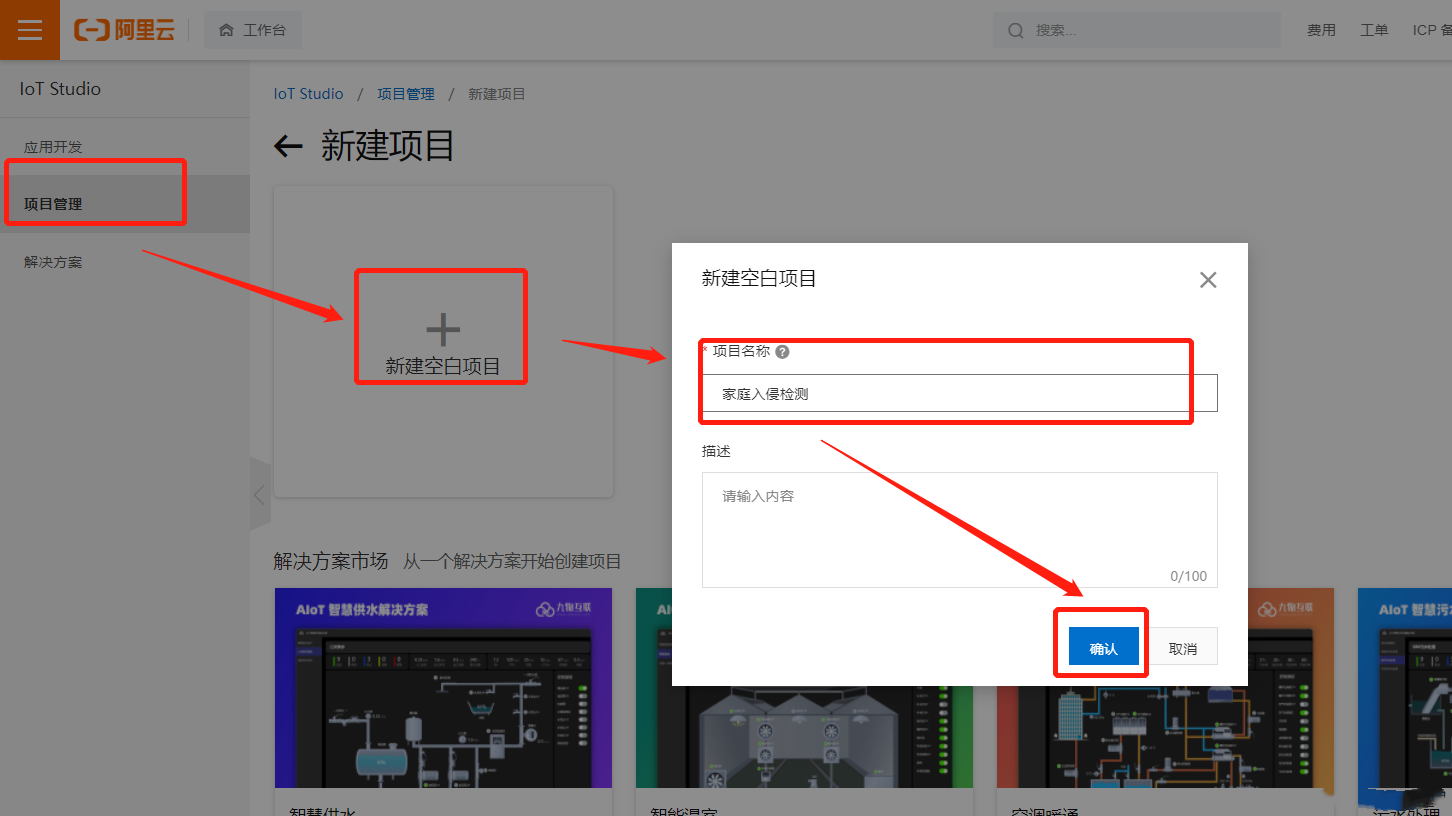 阿里云
工作台
搜索...
费用
工单
ICP 备
IoT Studio
应用开发
项目管理
解决方案
IoT Studio / 项目管理 / 新建项目
新建项目
新建空白项目
新建空白项目
* 项目名称 ?
家庭入侵检测
描述
请输入内容
0/100
确认
取消
解决方案市场 从一个解决方案开始创建项目
AIoT 智慧供水解决方案
AIoT 智慧污
智慧供水
智能温室
空调暖通
污水处理